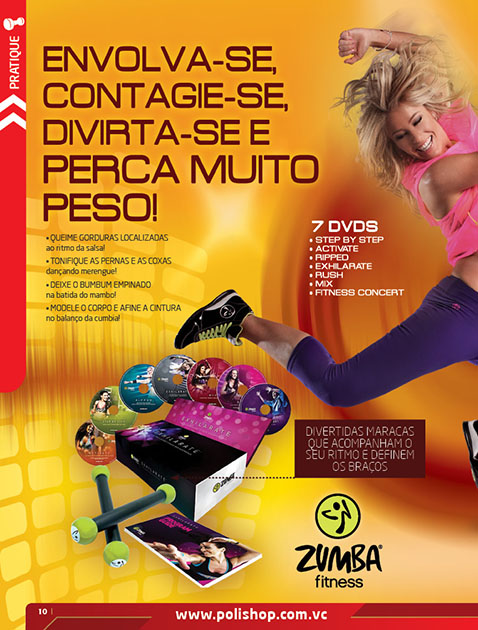 PRATIQUE
ENVOLVA-SE,
CONTAGIE-SE,
DIVIRTA-SE E
PERCA MUITO
PESO!
• QUEIME GORDURAS LOCALIZADAS
ao ritmo da salsa!
• TONIFIQUE AS PERNAS E AS COXAS
dançando merengue!
• DEIXE O BUMBUM EMPINADO
na batida do mambo!
• MODELE O CORPO E AFINE A CINTURA
no balanço da cumbia!
7 DVDS
• STEP BY STEP
• ACTIVATE
• RIPPED
• EXHILARATE
• RUSH
• MIX
• FITNESS CONCERT
EXHILARATE
DIVERTIDAS MARACAS
QUE ACOMPANHAM O
SEU RITMO E DEFINEM
OS BRAÇOS
ZUMBA®
fitness
10 |
www.polishop.com.vc